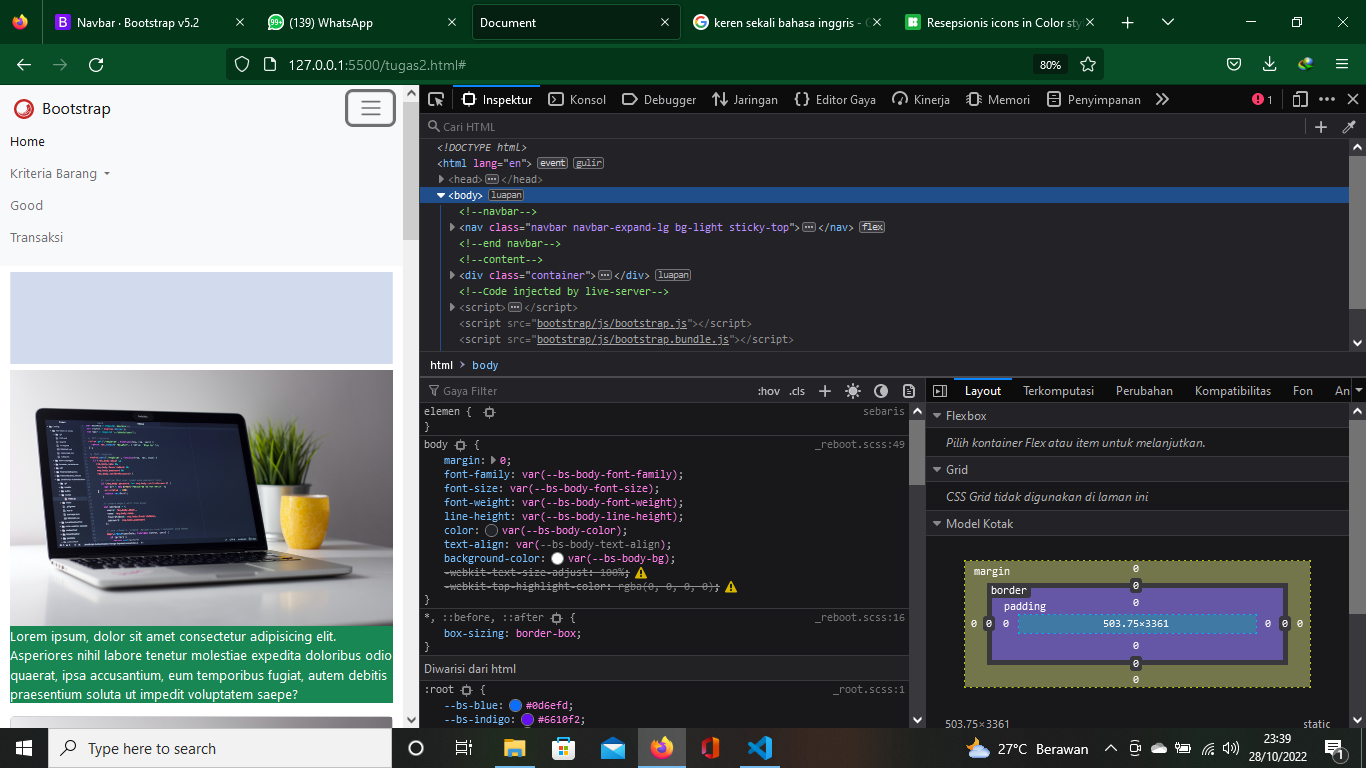 Navbar · Bootstrap v5.2
99+
(139) WhatsApp
Document
keren sekali bahasa inggris - G
Resepsionis icons in Color styl
127.0.0.1:5500/tugas2.html#
80%
Bootstrap
Home
Kriteria Barang
Good
Transaksi
Lorem ipsum, dolor sit amet consectetur adipisicing elit.
Asperiores nihil labore tenetur molestiae expedita doloribus odio
quaerat, ipsa accusantium, eum temporibus fugiat, autem debitis
praesentium soluta ut impedit voluptatem saepe?
Inspektur
Konsol
Debugger
Jaringan
Editor Gaya
Kinerja
Memori
Penyimpanan
1
Cari HTML
<!DOCTYPE html>
<html lang="en"> event gulir
<head>⋯</head>
<body> luapan
<!--navbar-->
<nav class="navbar navbar-expand-lg bg-light sticky-top">⋯</nav> flex
<!--end navbar-->
<!--content-->
<div class="container">⋯</div> luapan
<!--Code injected by live-server-->
<script>⋯</script>
<script src="bootstrap/js/bootstrap.js"></script>
<script src="bootstrap/js/bootstrap.bundle.js"></script>
html > body
Gaya Filter
:hov .cls
elemen { sebaris
}
body { _reboot.scss:49
margin: 0;
font-family: var(--bs-body-font-family);
font-size: var(--bs-body-font-size);
font-weight: var(--bs-body-font-weight);
line-height: var(--bs-body-line-height);
color: var(--bs-body-color);
text-align: var(--bs-body-text-align);
background-color: var(--bs-body-bg);
-webkit-text-size-adjust: 100%;
-webkit-tap-highlight-color: rgba(0, 0, 0, 0);
}
*, ::before, ::after { _reboot.scss:16
box-sizing: border-box;
}
Diwarisi dari html
:root { _root.scss:1
--bs-blue: #0d6efd;
--bs-indigo: #6610f2;
Layout
Terkomputasi
Perubahan
Kompatibilitas
Fon
An
Flexbox
Pilih kontainer Flex atau item untuk melanjutkan.
Grid
CSS Grid tidak digunakan di laman ini
Model Kotak
margin 0
border 0
padding 0
0 0 0 503.75×3361 0 0 0
0
0
0
503.75×3361 static
Type here to search
27°C Berawan
23:39
28/10/2022
1